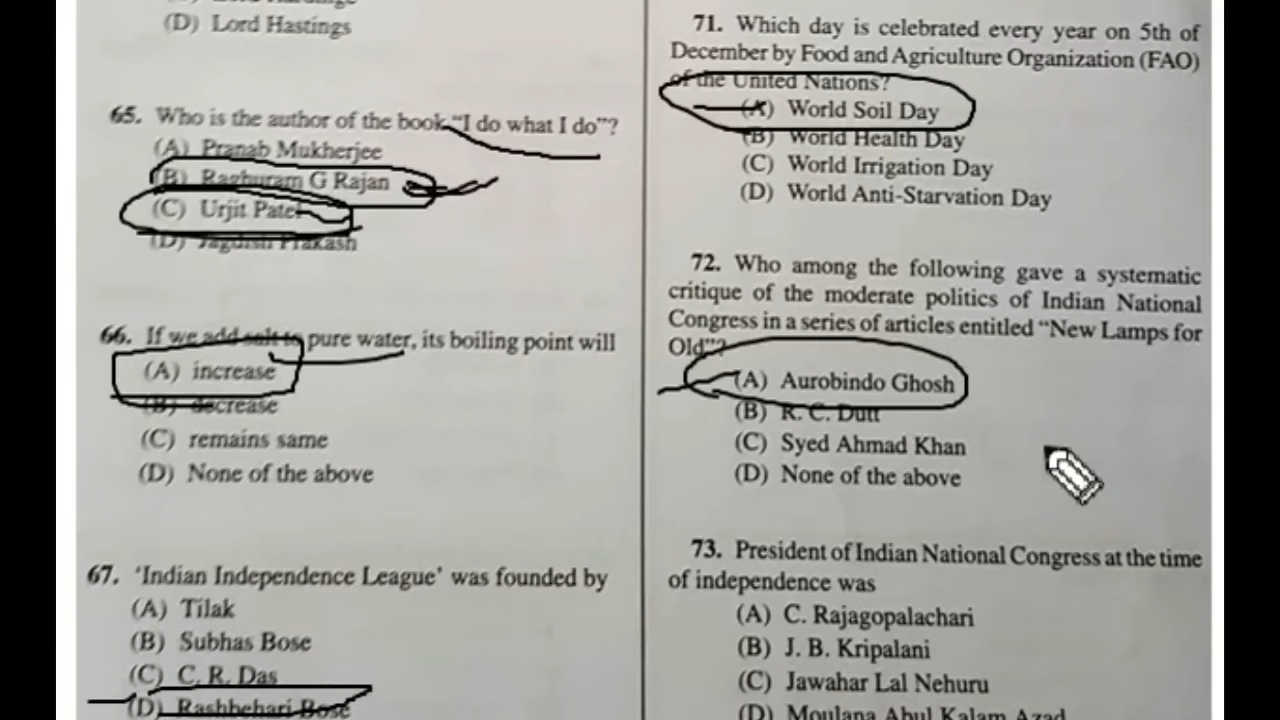 (D) Lord Hastings
65. Who is the author of the book "I do what I do"?
(A) Pranab Mukherjee
(B) Raghuram G Rajan
(C) Urjit Patel
(D) Jagdish Prakash
66. If we add salt to pure water, its boiling point will
(A) increase
(B) decrease
(C) remains same
(D) None of the above
67. 'Indian Independence League' was founded by
(A) Tilak
(B) Subhas Bose
(C) C. R. Das
(D) Rashbehari Bose
71. Which day is celebrated every year on 5th of
December by Food and Agriculture Organization (FAO)
of the United Nations?
(A) World Soil Day
(B) World Health Day
(C) World Irrigation Day
(D) World Anti-Starvation Day
72. Who among the following gave a systematic
critique of the moderate politics of Indian National
Congress in a series of articles entitled "New Lamps for
Old"?
(A) Aurobindo Ghosh
(B) R. C. Dutt
(C) Syed Ahmad Khan
(D) None of the above
73. President of Indian National Congress at the time
of independence was
(A) C. Rajagopalachari
(B) J. B. Kripalani
(C) Jawahar Lal Nehuru
(D) Moulana Abul Kalam Azad